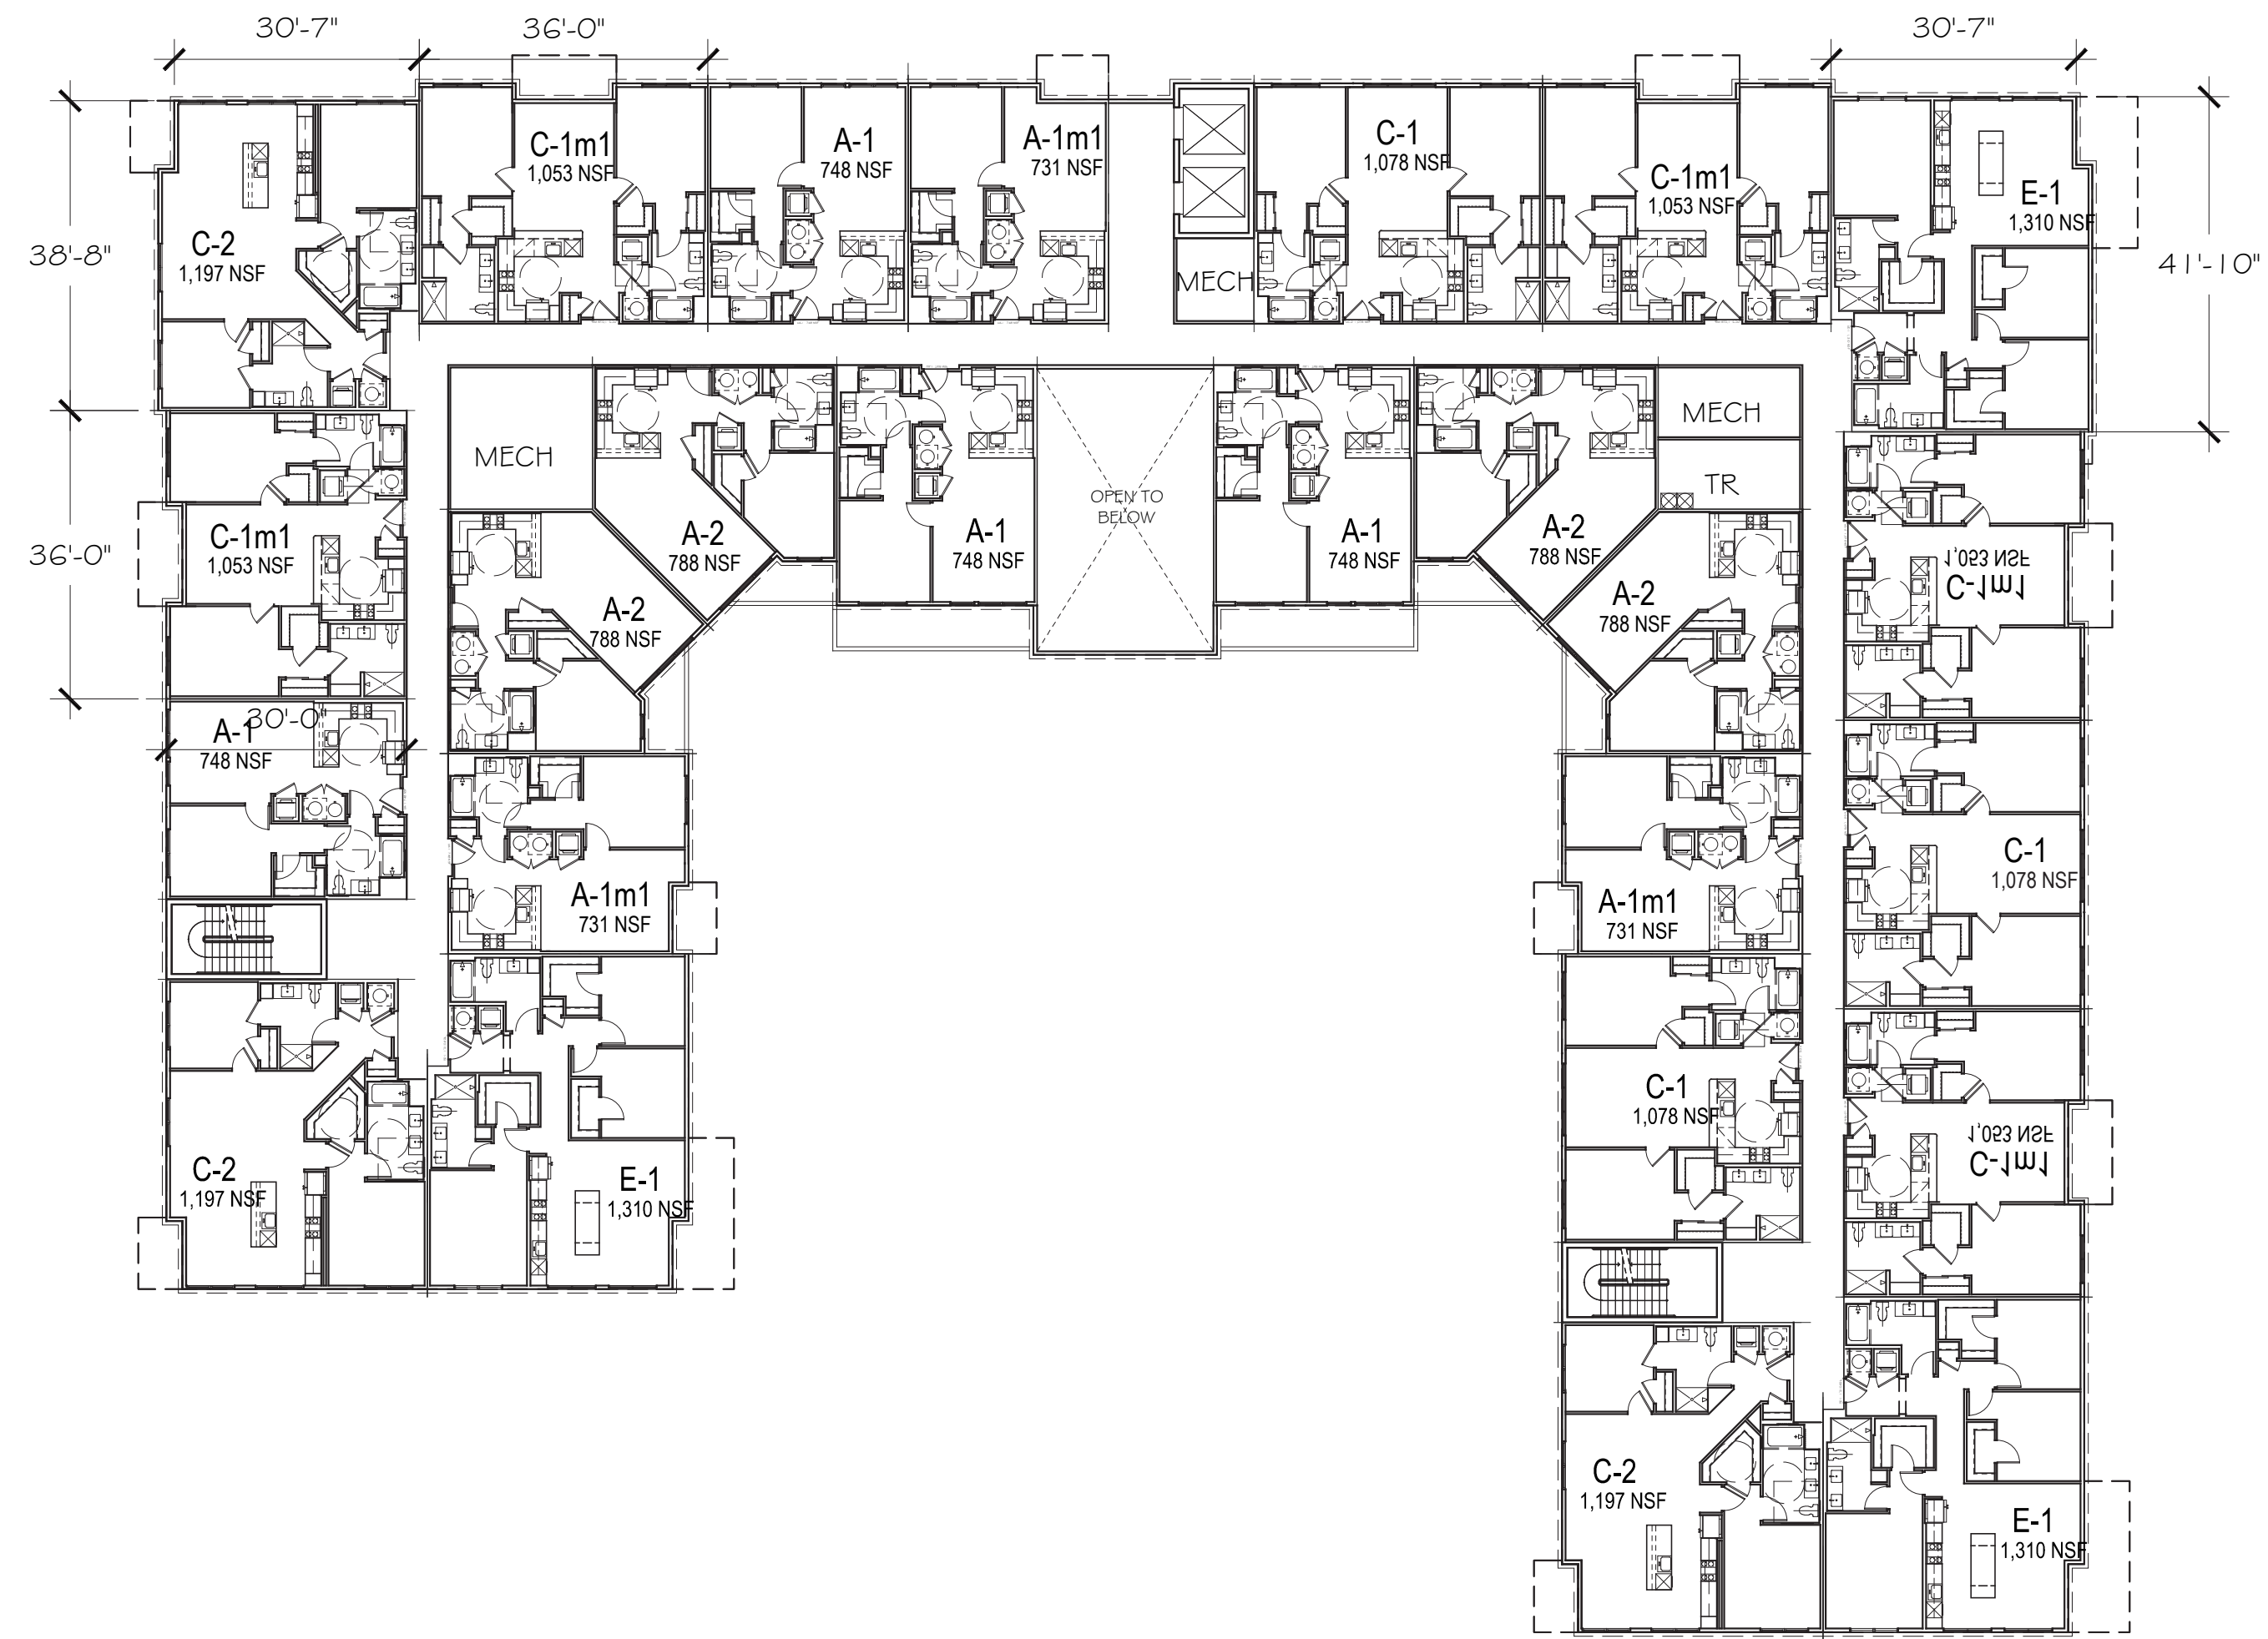 30'-7"
36'-0"
30'-7"
C-1m1
1,053 NSF
A-1
748 NSF
A-1m1
731 NSF
C-1
1,078 NSF
C-1m1
1,053 NSF
E-1
1,310 NSF
C-2
1,197 NSF
38'-8"
MECH
41'-10"
MECH
MECH
TR
OPEN TO
BELOW
A-2
788 NSF
A-1
748 NSF
A-1
748 NSF
A-2
788 NSF
C-1m1
1,053 NSF
36'-0"
1,053 NSF
C-1m1
A-2
788 NSF
A-2
788 NSF
A-1
30'-0"
748 NSF
C-1
1,078 NSF
A-1m1
731 NSF
A-1m1
731 NSF
C-1
1,078 NSF
1,053 NSF
C-1m1
C-2
1,197 NSF
E-1
1,310 NSF
C-2
1,197 NSF
E-1
1,310 NSF